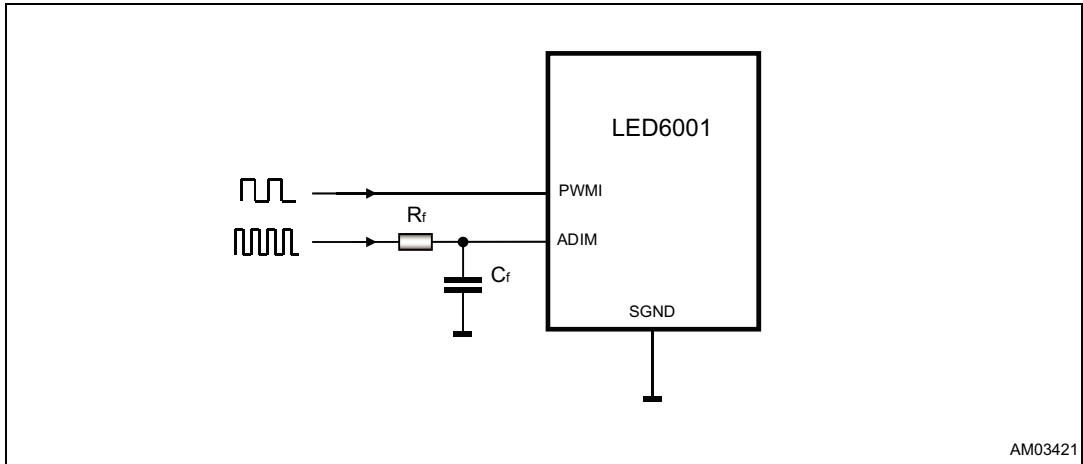 LED6001
PWMI
Rf
ADIM
Cf
SGND
AM03421